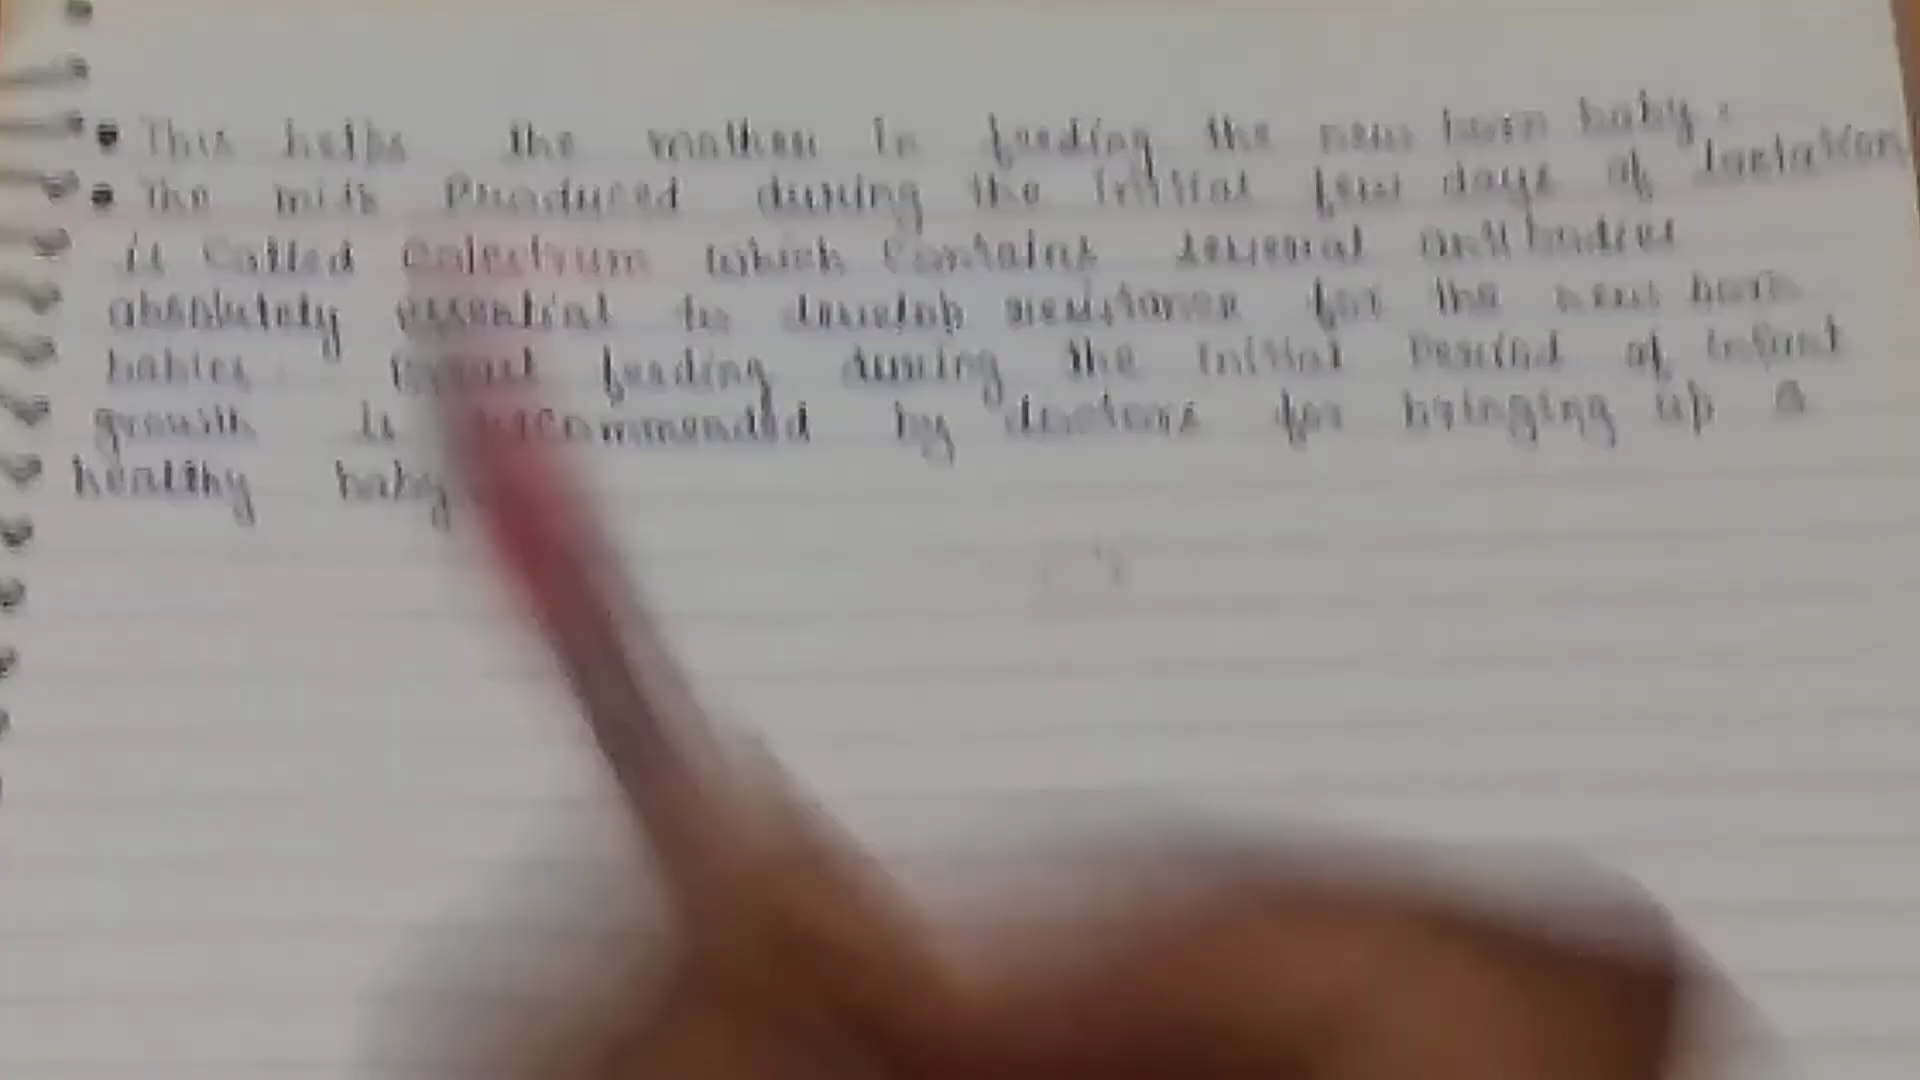 • This helps the mother in feeding the new born baby.
• The milk Produced during the initial few days of lactation
is called Colostrum which Contains several antibodies
absolutely essential to develop resistance for the new born
babies. Breast feeding during the initial Period of infant
growth is recommended by doctors for bringing up a
healthy baby